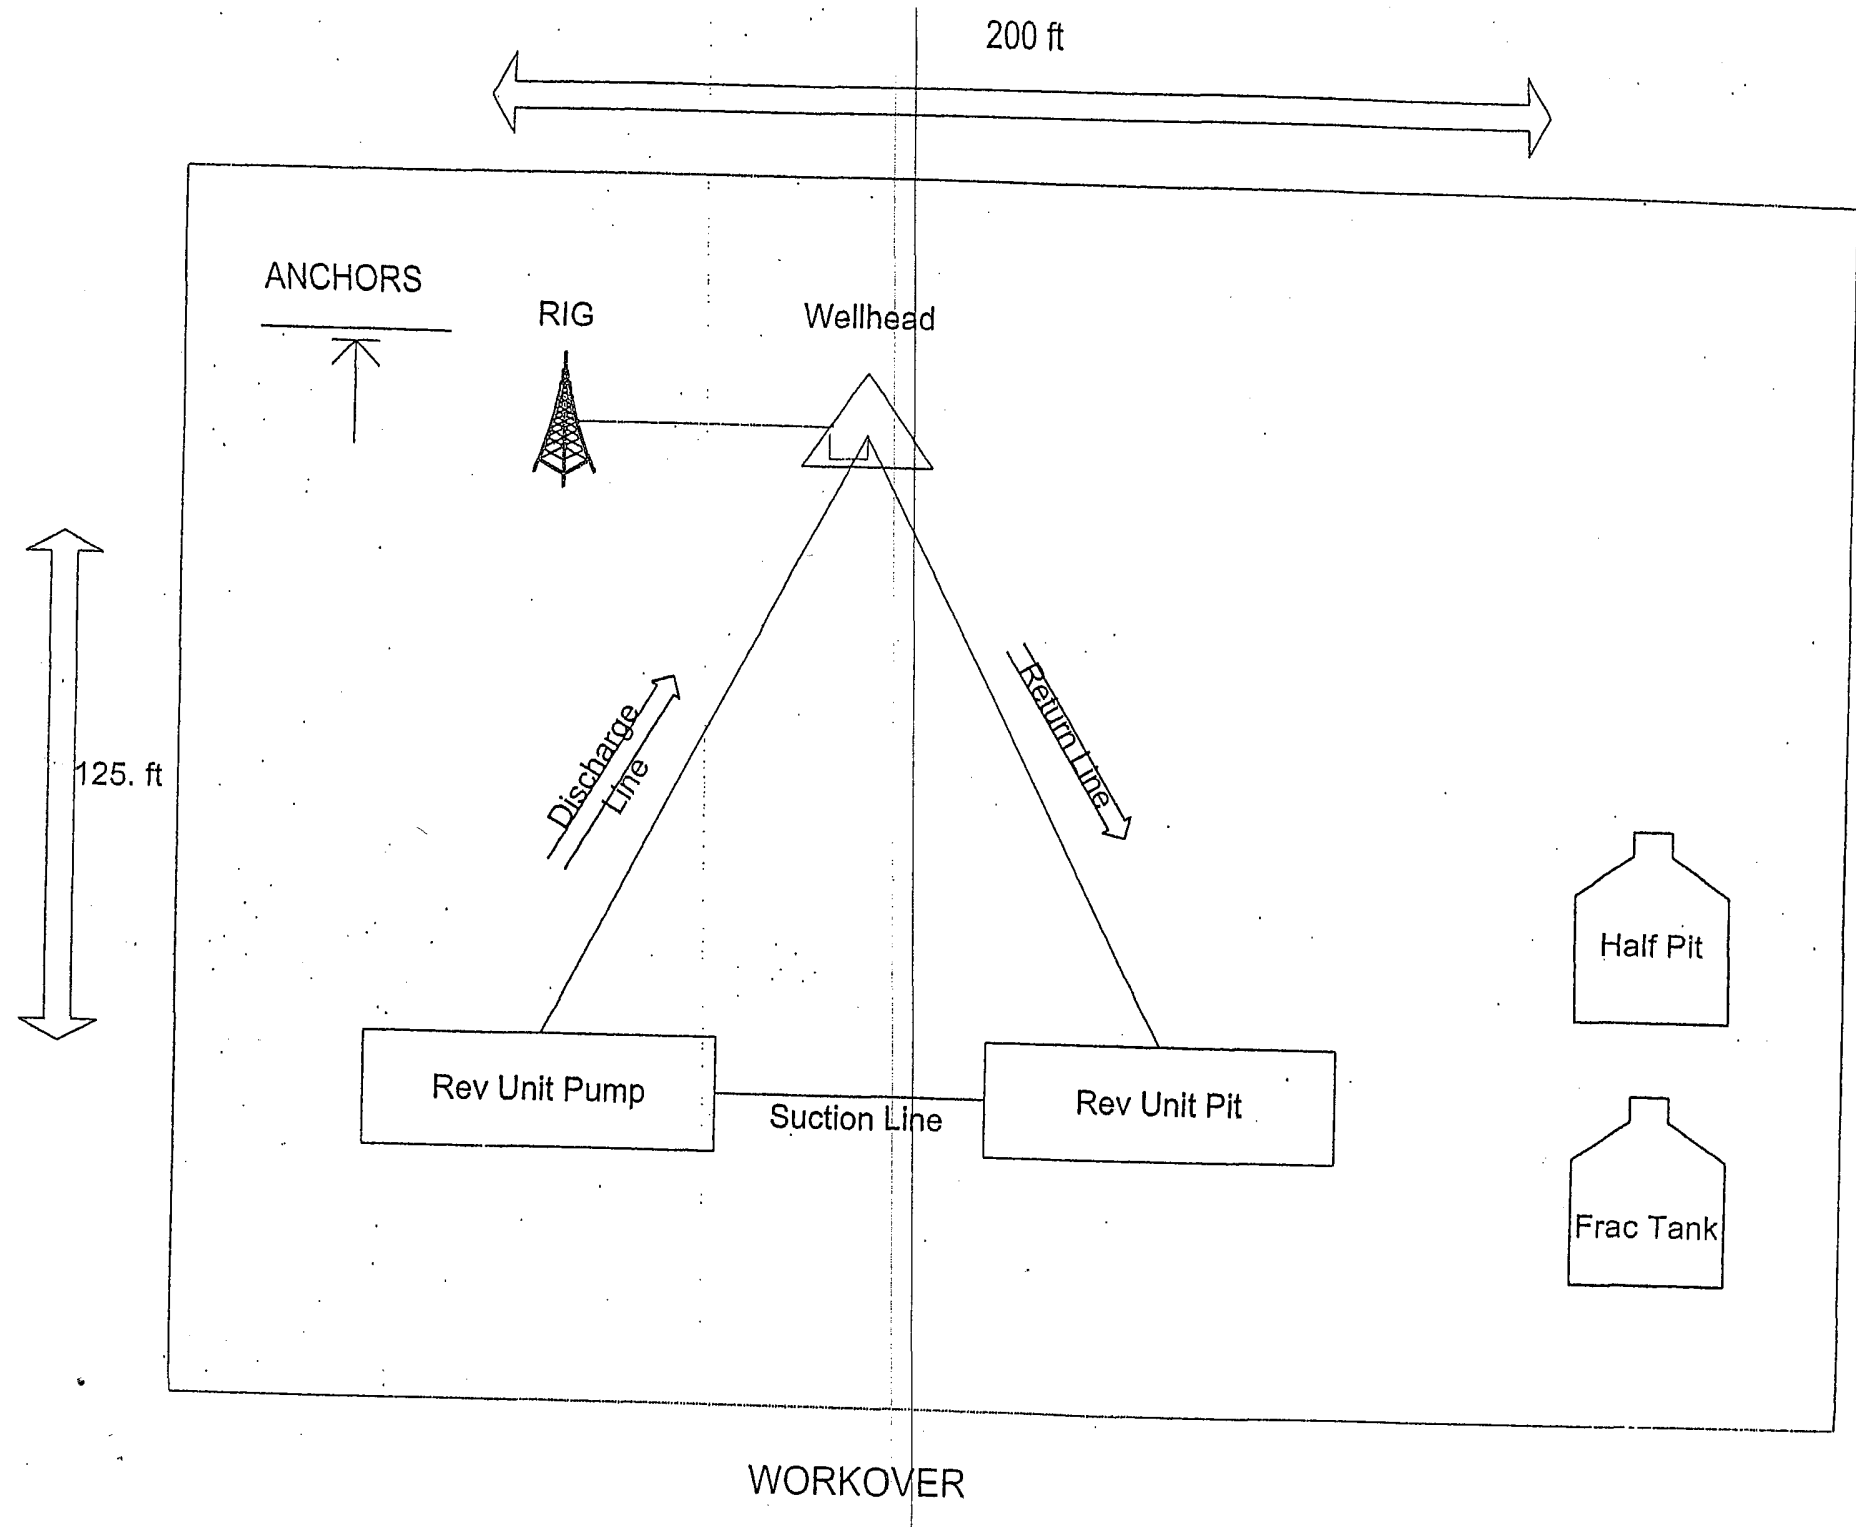 200 ft
ANCHORS
RIG
Wellhead
125. ft
Discharge
Line
Return Line
Half Pit
Rev Unit Pump
Suction Line
Rev Unit Pit
Frac Tank
WORKOVER